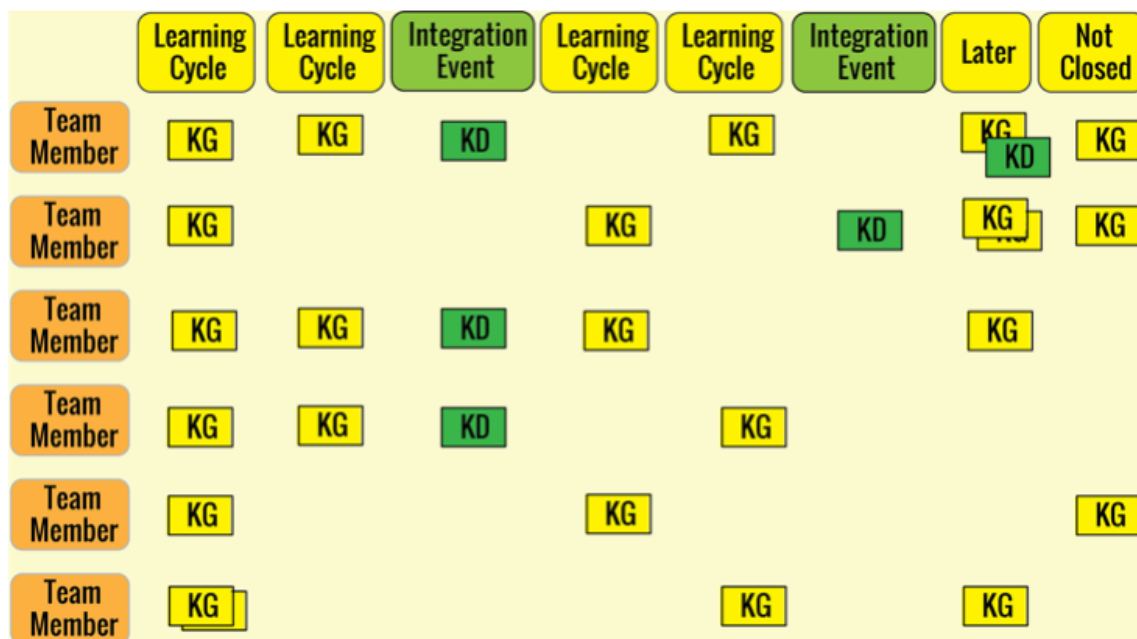 Learning Cycle
Learning Cycle
Integration Event
Learning Cycle
Learning Cycle
Integration Event
Later
Not Closed
Team Member
KG
KG
KD
KG
KG
KD
KG
Team Member
KG
KG
KD
KG
KG
KG
Team Member
KG
KG
KD
KG
KG
Team Member
KG
KG
KD
KG
Team Member
KG
KG
KG
Team Member
KG
KG
KG